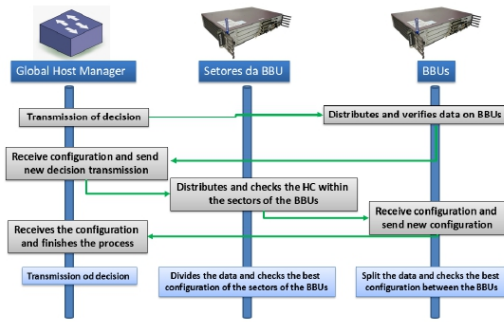 Global Host Manager
Setores da BBU
BBUs
Transmission of decision
Distributes and verifies data on BBUs
Receive configuration and send
new decision transmission
Distributes and checks the HC within
the sectors of the BBUs
Receive configuration and
send new configuration
Receives the configuration
and finishes the process
Transmission od decision
Divides the data and checks the best
configuration of the sectors of the BBUs
Split the data and checks the best
configuration between the BBUs